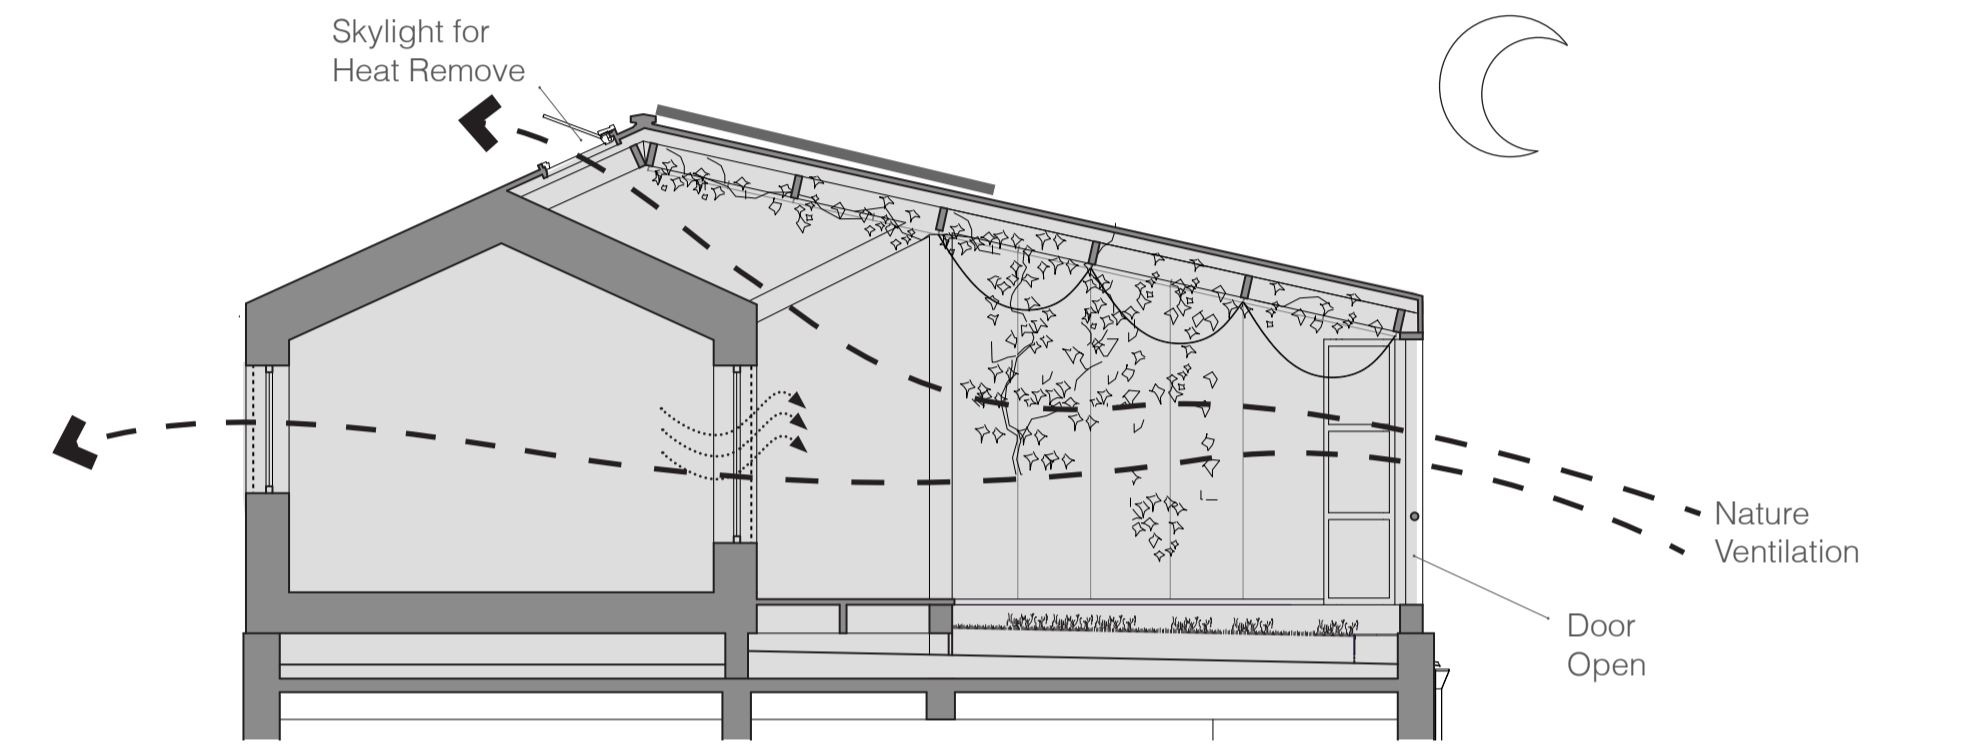 Skylight for
Heat Remove
Nature
Ventilation
Door
Open